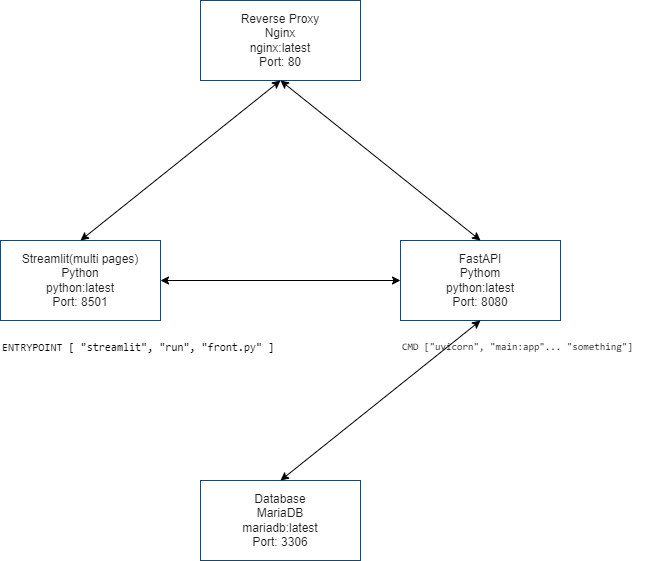 Reverse Proxy
Nginx
nginx:latest
Port: 80
Streamlit(multi pages)
Python
python:latest
Port: 8501
FastAPI
Pythom
python:latest
Port: 8080
ENTRYPOINT [ "streamlit", "run", "front.py" ]
CMD ["uvicorn", "main:app"... "something"]
Database
MariaDB
mariadb:latest
Port: 3306